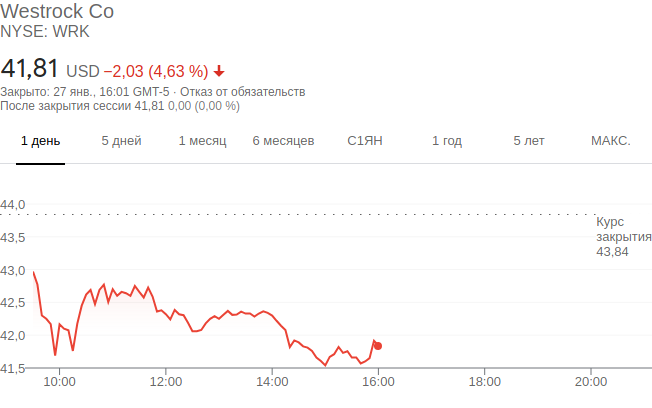 Westrock Co
NYSE: WRK
41,81 USD −2,03 (4,63 %)
Закрыто: 27 янв., 16:01 GMT-5 · Отказ от обязательств
После закрытия сессии 41,81 0,00 (0,00 %)
1 день 5 дней 1 месяц 6 месяцев С1ЯН 1 год 5 лет МАКС.
44,0
Курс
закрытия
43,84
43,5
43,0
42,5
42,0
41,5
10:00 12:00 14:00 16:00 18:00 20:00